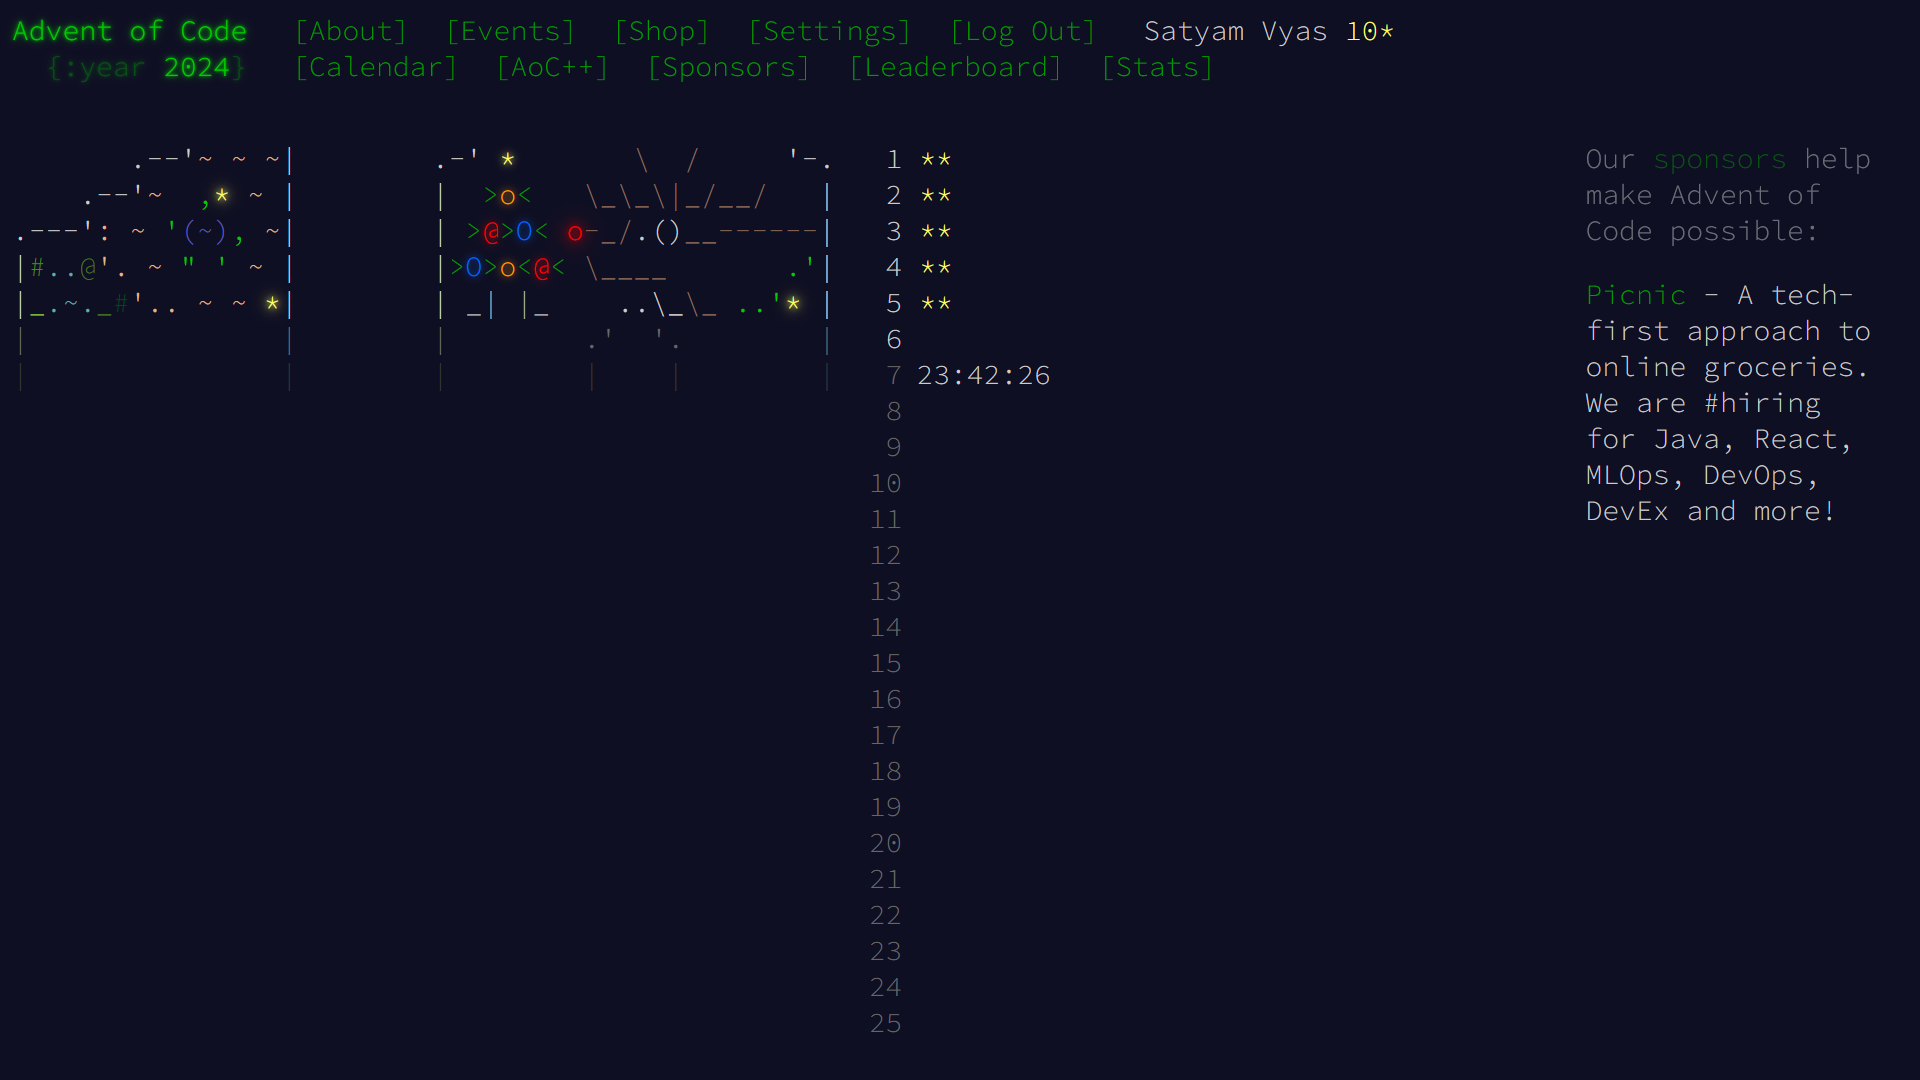 Advent of Code [About] [Events] [Shop] [Settings] [Log Out] Satyam Vyas 10*
{:year 2024} [Calendar] [AoC++] [Sponsors] [Leaderboard] [Stats]
       .--'~ ~ ~|        .-' *       \  /     '-.   1 **
    .--'~  ,* ~ |        |  >o<   \_\_\|_/__/   |   2 **
.---': ~ '(~), ~|        | >@>O< o-_/.()__------|   3 **
|#..@'. ~ " ' ~ |        |>O>o<@< \____       .'|   4 **
|_.~._#'.. ~ ~ *|        | _| |_    ..\_\_ ..'* |   5 **
|               |        |        .'  '.        |   6
|               |        |        |    |        |   7 23:42:26
8
9
10
11
12
13
14
15
16
17
18
19
20
21
22
23
24
25
Our sponsors help
make Advent of
Code possible:
Picnic - A tech-
first approach to
online groceries.
We are #hiring
for Java, React,
MLOps, DevOps,
DevEx and more!